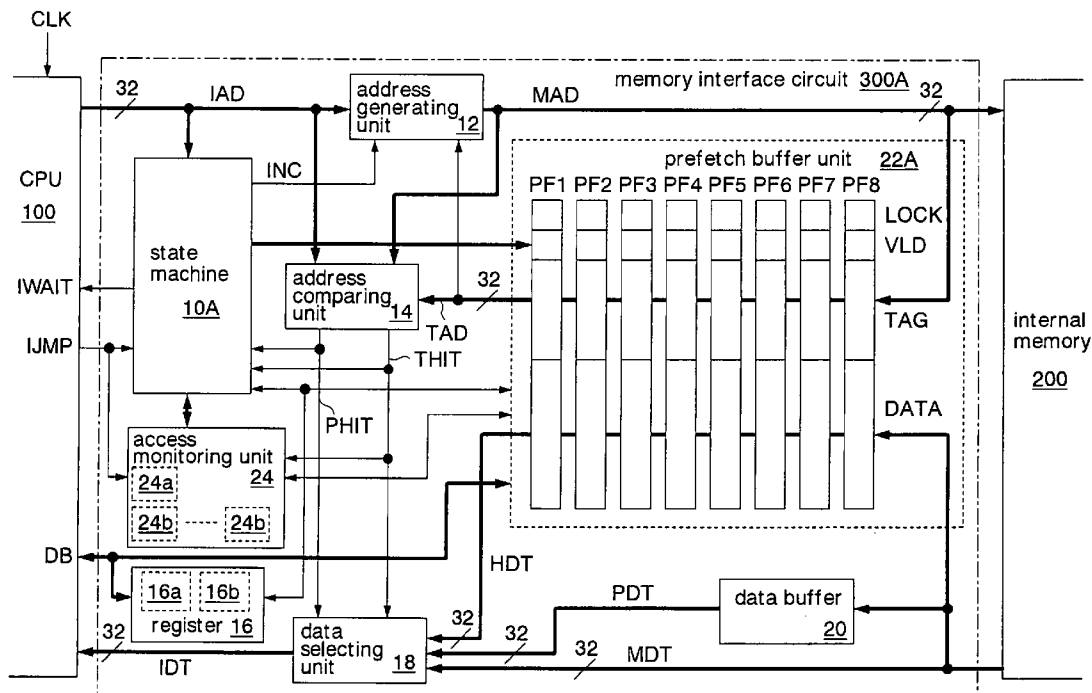 CLK
32
IAD
address
generating
unit
12
MAD
memory interface circuit 300A
32
CPU
100
INC
prefetch buffer unit 22A
PF1 PF2 PF3 PF4 PF5 PF6 PF7 PF8
LOCK
VLD
state
machine
10A
address
comparing
unit
14
32
TAD
TAG
IWAIT
IJMP
THIT
PHIT
internal
memory
200
DATA
access
monitoring unit
24
24a
24b ----- 24b
DB
HDT
16a 16b
register 16
PDT
data buffer
20
32
IDT
data
selecting
unit
18
32
32
32
MDT